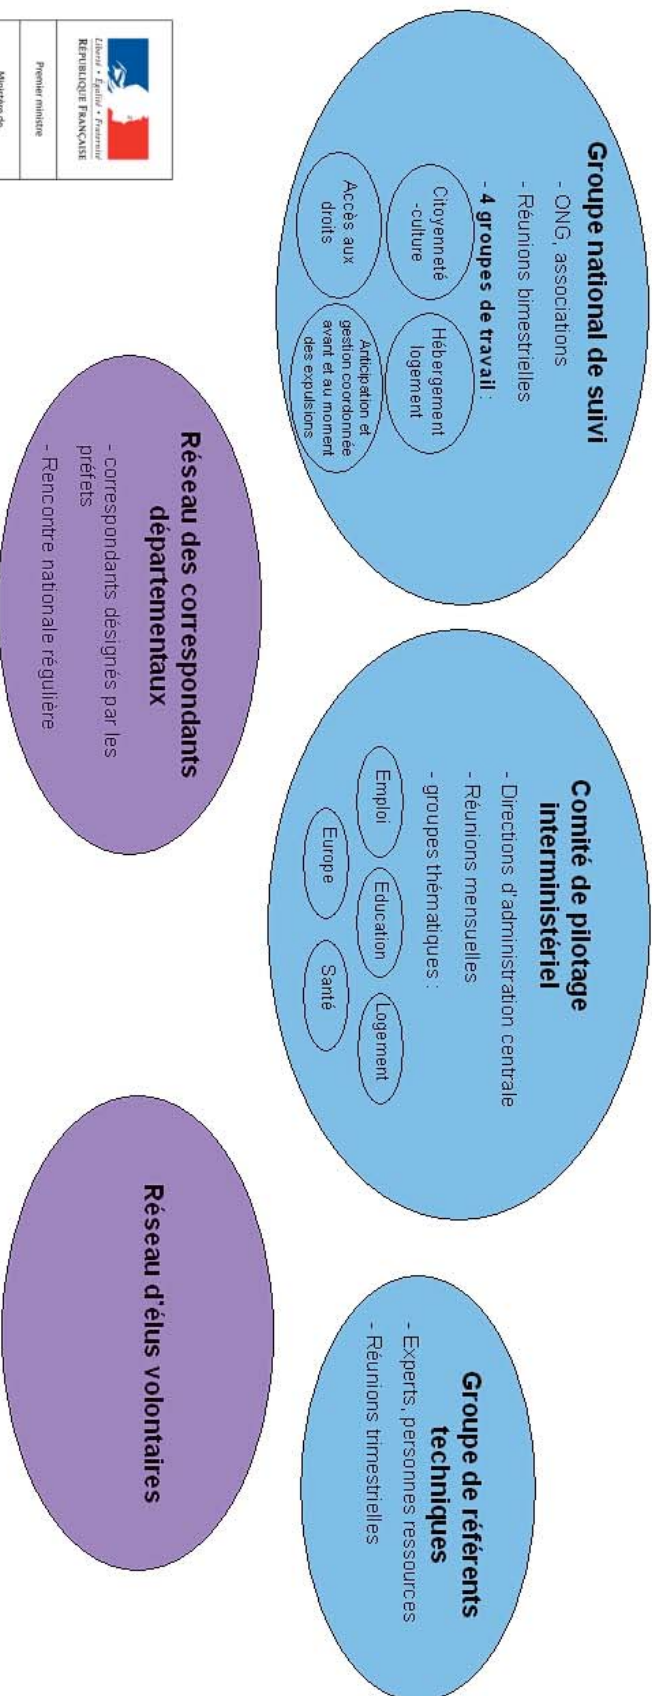 Groupe national de suivi
- ONG, associations
- Réunions bimestrielles
- 4 groupes de travail :
Citoyenneté
-culture
Hébergement
logement
Accès aux
droits
Anticipation et
gestion coordonnée
avant et au moment
des expulsions
Comité de pilotage
interministériel
- Directions d'administration centrale
- Réunions mensuelles
- groupes thématiques :
Emploi
Education
Logement
Europe
Santé
Groupe de référents
techniques
- Experts, personnes ressources
- Réunions trimestrielles
Réseau des correspondants
départementaux
- correspondants désignés par les
préfets
- Rencontre nationale régulière
Réseau d'élus volontaires
Liberté • Égalité • Fraternité
RÉPUBLIQUE FRANÇAISE
Premier ministre